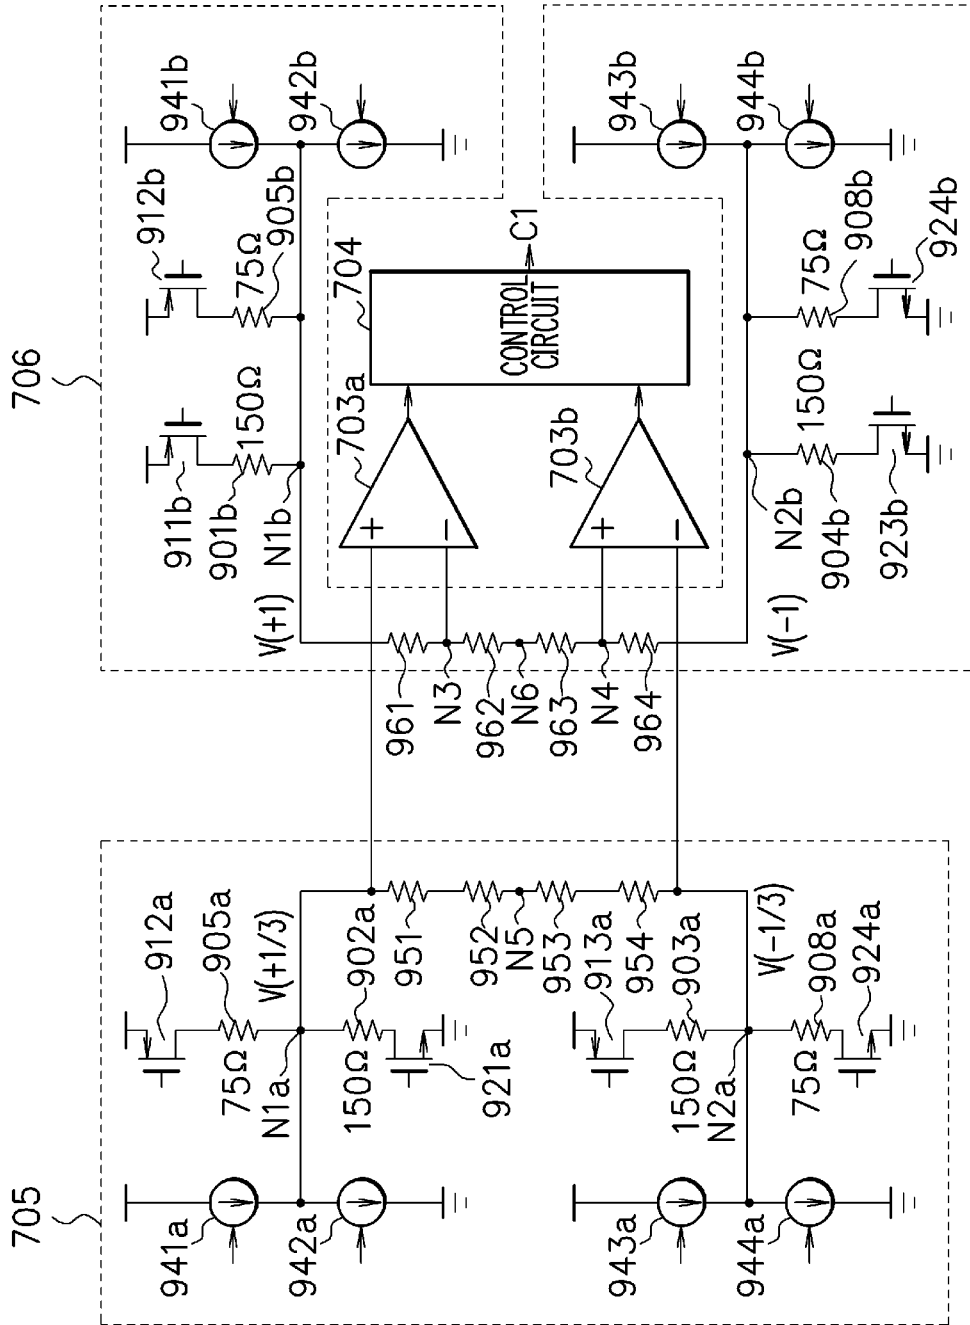 706
941b
942b
943b
944b
912b
905b
75Ω
911b
901b
150Ω
N1b
V(+1)
703a
704
CONTROL
CIRCUIT
C1
703b
+
−
+
−
75Ω
908b
924b
150Ω
N2b
904b
923b
V(-1)
961
N3
962
N6
963
N4
964
705
912a
905a
V(+1/3)
75Ω
N1a
902a
150Ω
921a
951
952
N5
953
954
913a
903a
150Ω
N2a
V(-1/3)
908a
75Ω
924a
941a
942a
943a
944a